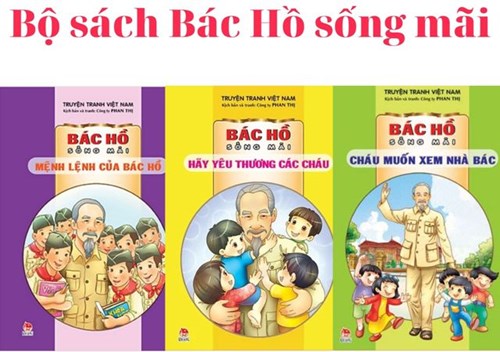 Bộ sách Bác Hồ sống mãi
TRUYỆN TRANH VIỆT NAM
Kịch bản và tranh: Công ty PHAN THỊ
BÁC HỒ
SỐNG MÃI
MỆNH LỆNH CỦA BÁC HỒ
TRUYỆN TRANH VIỆT NAM
Kịch bản và tranh: Công ty PHAN THỊ
BÁC HỒ
SỐNG MÃI
HÃY YÊU THƯƠNG CÁC CHÁU
TRUYỆN TRANH VIỆT NAM
Kịch bản và tranh: Công ty PHAN THỊ
BÁC HỒ
SỐNG MÃI
CHÁU MUỐN XEM NHÀ BÁC